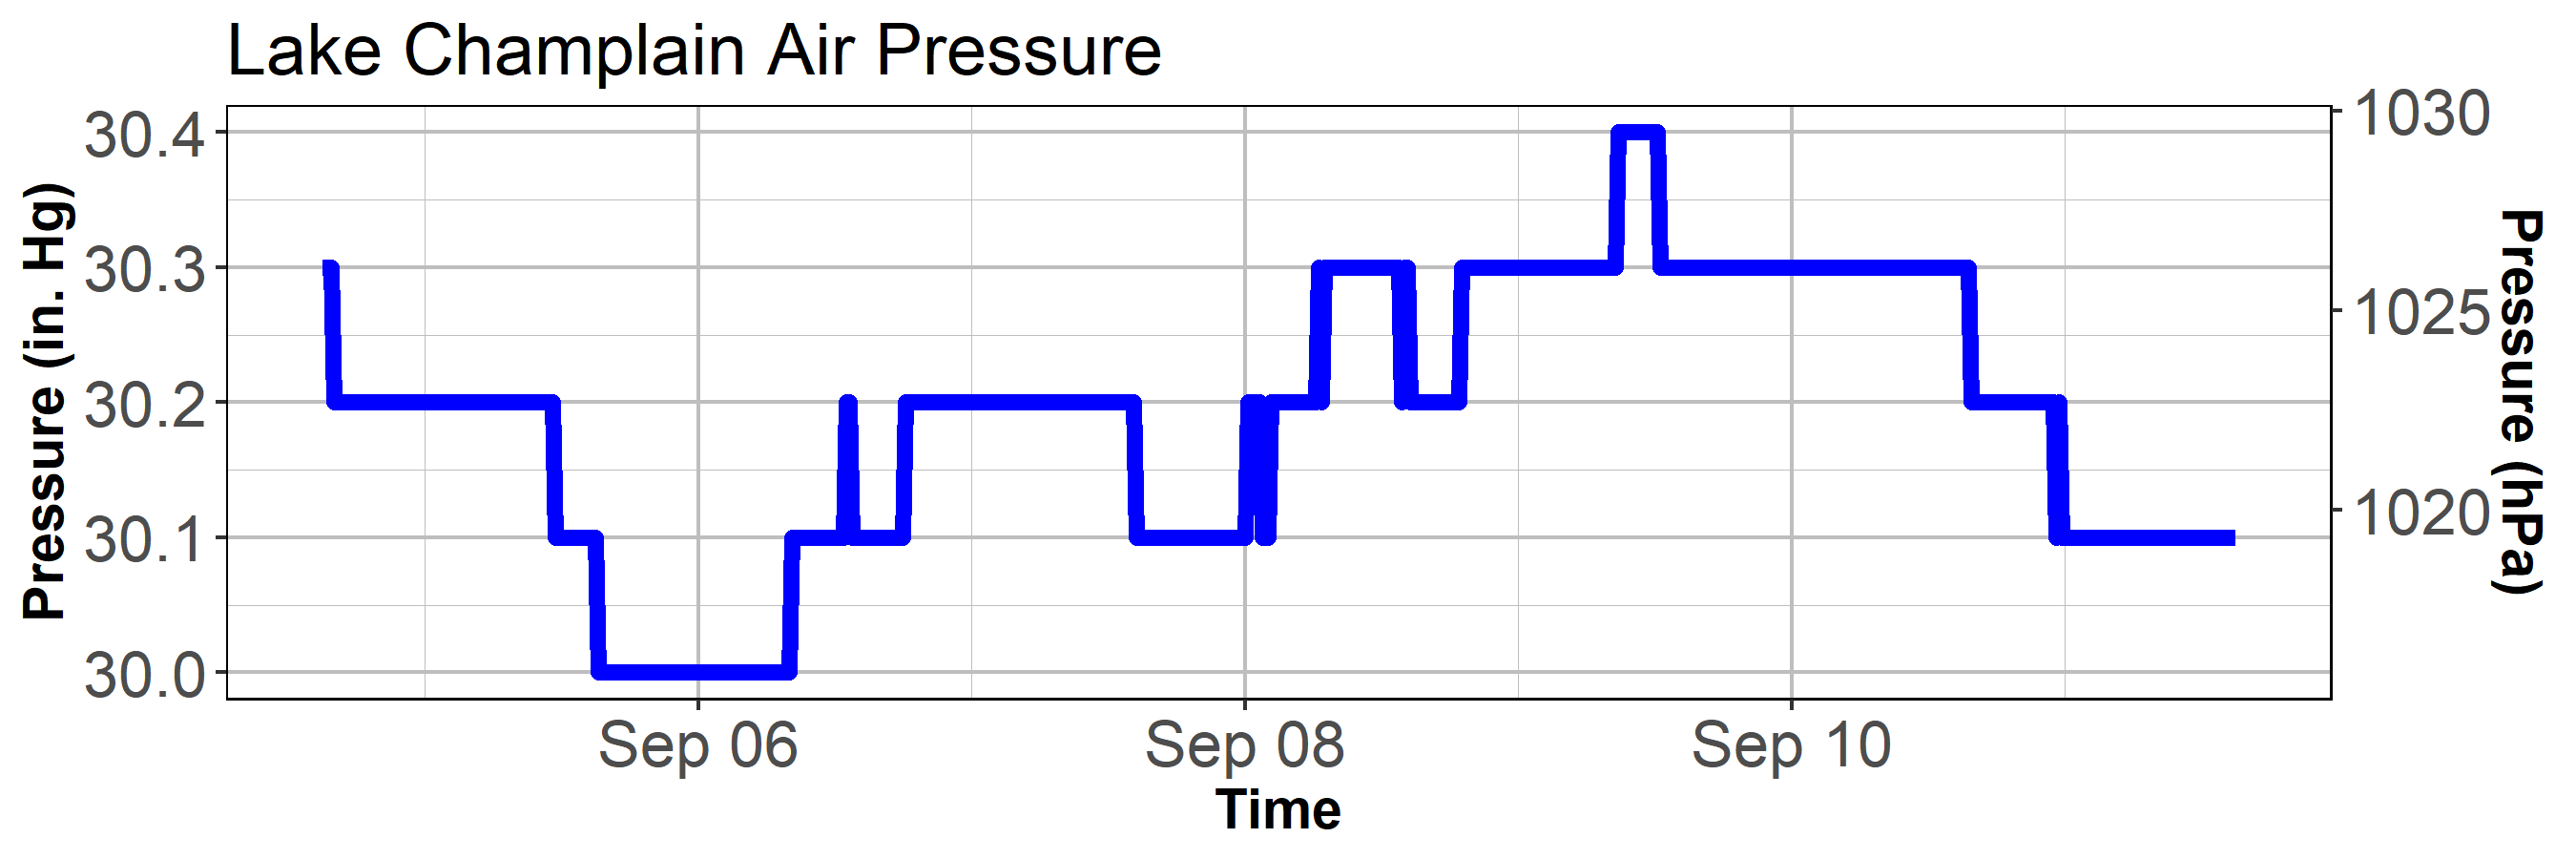 Lake Champlain Air Pressure
Pressure (in. Hg)
30.4
30.3
30.2
30.1
30.0
1030
1025
1020
Pressure (hPa)
Sep 06 Sep 08 Sep 10
Time